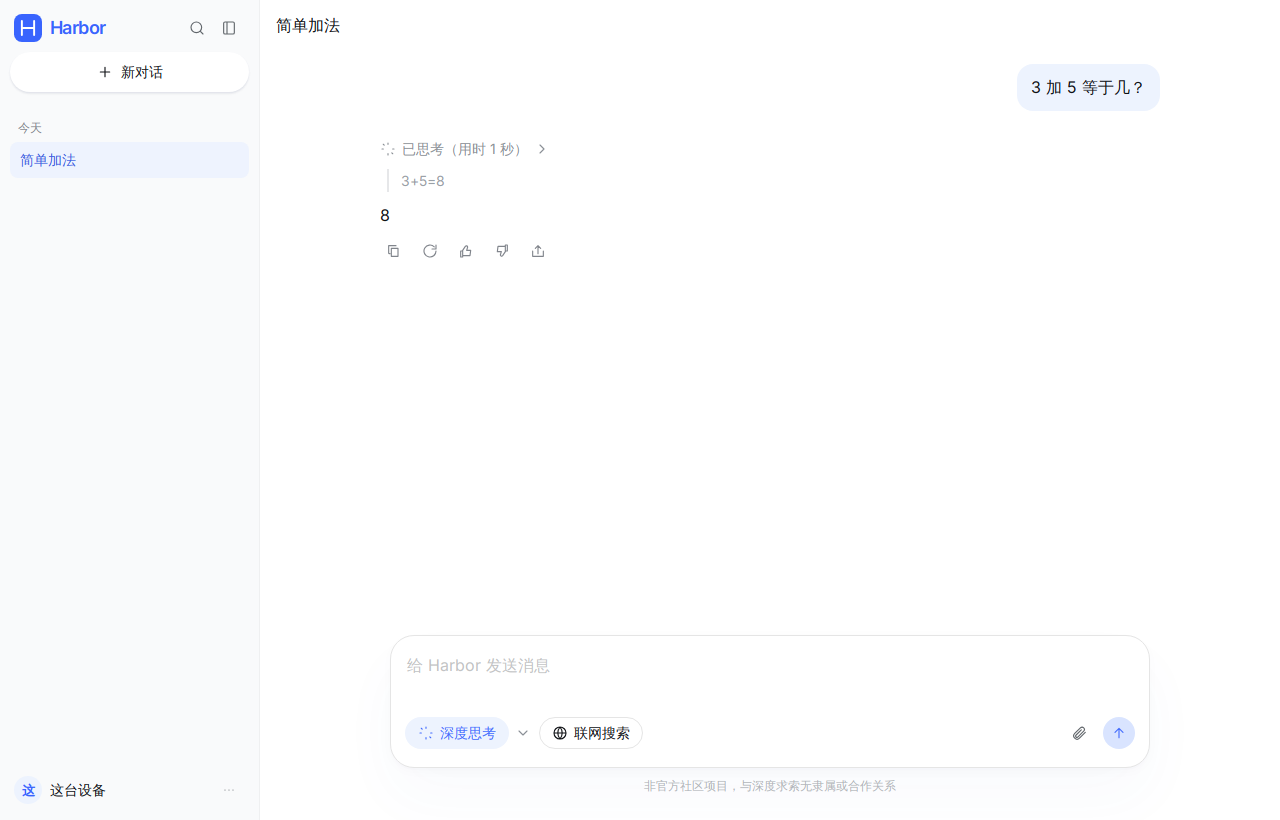 Harbor
新对话
今天
简单加法
这 这台设备
简单加法
3 加 5 等于几？
已思考（用时 1 秒）
3+5=8
8
给 Harbor 发送消息
深度思考
联网搜索
非官方社区项目，与深度求索无隶属或合作关系